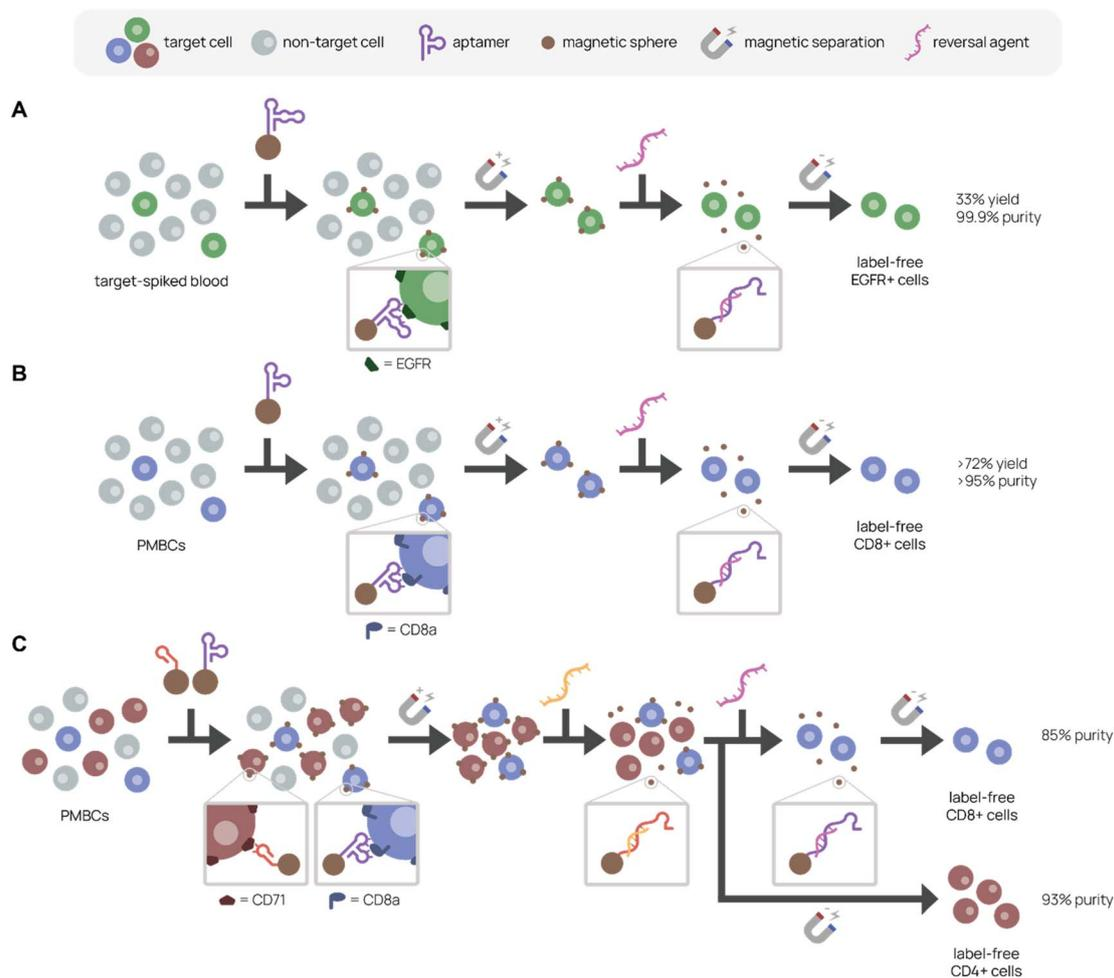 target cell
non-target cell
aptamer
magnetic sphere
magnetic separation
reversal agent
A
target-spiked blood
= EGFR
label-free
EGFR+ cells
33% yield
99.9% purity
B
PMBCs
= CD8a
label-free
CD8+ cells
>72% yield
>95% purity
C
PMBCs
= CD71
= CD8a
label-free
CD8+ cells
85% purity
label-free
CD4+ cells
93% purity